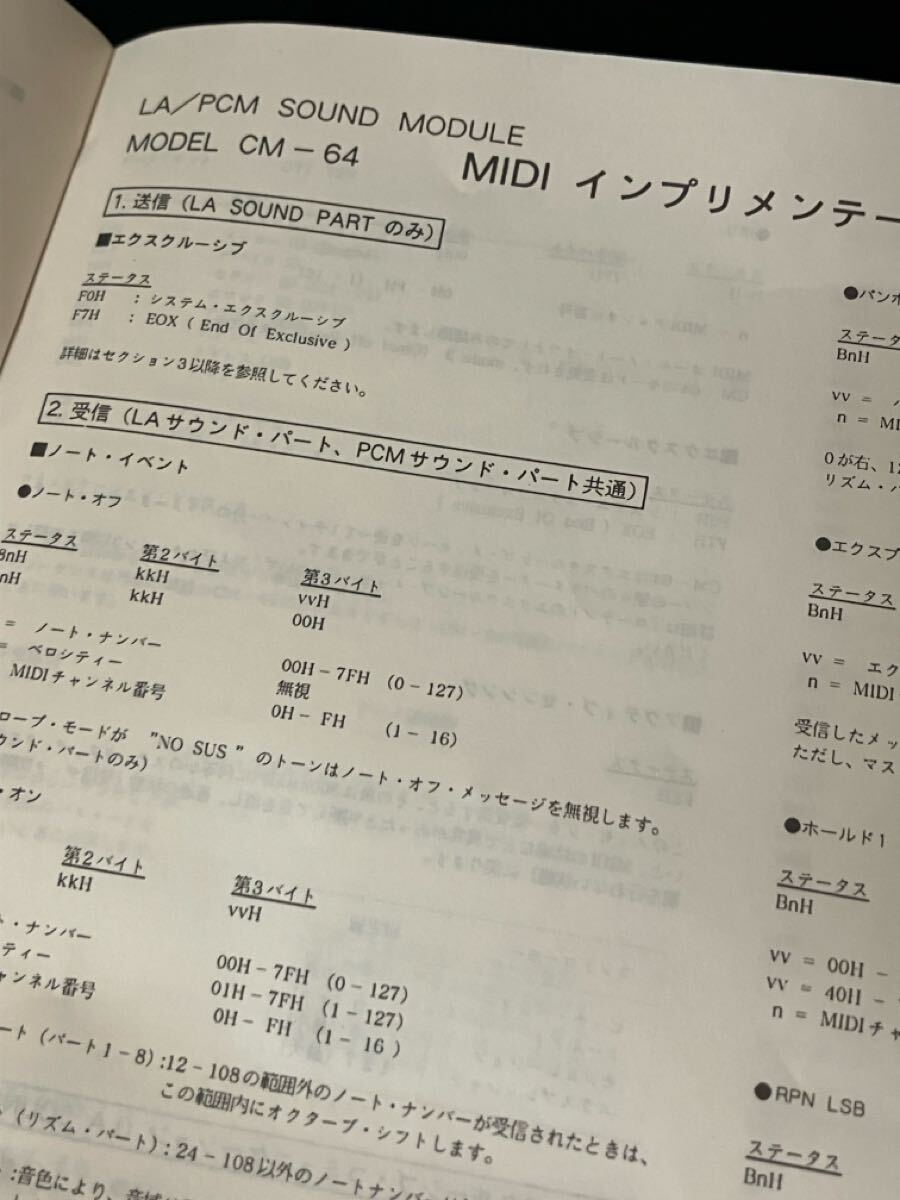 LA/PCM SOUND MODULE
MODEL CM-64
MIDI インプリメンテー
1. 送信 (LA SOUND PART のみ)
■エクスクルーシブ
ステータス
F0H : システム・エクスクルーシブ
F7H : EOX ( End Of Exclusive )
詳細はセクション3以降を参照してください。
2. 受信 (LAサウンド・パート、PCMサウンド・パート共通)
■ノート・イベント
●ノート・オフ
ステータス 第2バイト 第3バイト
8nH kkH vvH
nH kkH 00H
= ノート・ナンバー 00H-7FH (0-127)
= ベロシティー 無視
MIDIチャンネル番号 0H- FH (1- 16)
ロープ・モードが "NO SUS" のトーンはノート・オフ・メッセージを無視します。
ウンド・パートのみ)
・オン
第2バイト 第3バイト
kkH vvH
ト・ナンバー 00H-7FH (0-127)
ティー 01H-7FH (1-127)
ャンネル番号 0H- FH (1- 16 )
ート (パート1-8) :12-108の範囲外のノート・ナンバーが受信されたときは、
この範囲内にオクターブ・シフトします。
(リズム・パート) : 24-108以外のノートナンバー
:音色により、音域
●パンポ
ステータ
BnH
vv =
n = MI
0が右、12
リズム・
●エクスプ
ステータス
BnH
vv = エク
n = MIDI
受信したメッ
ただし、マス
●ホールド1
ステータス
BnH
vv = 00H -
vv = 40H -
n = MIDIチャ
●RPN LSB
ステータス
BnH